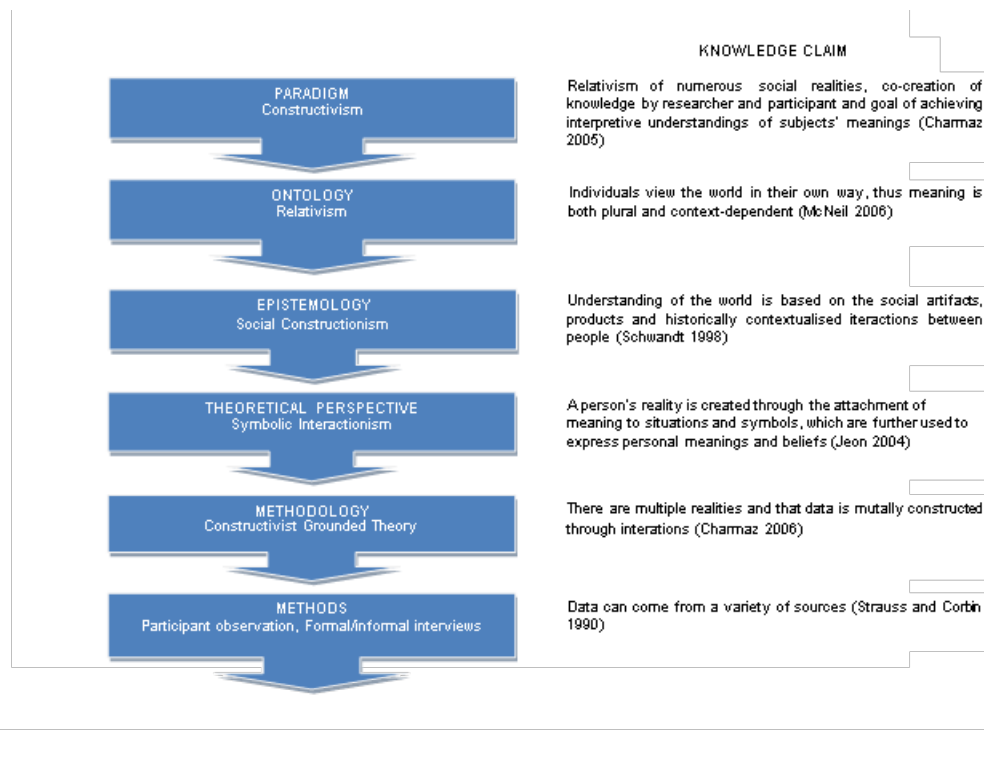 KNOWLEDGE CLAIM
PARADIGM
Constructivism
Relativism of numerous social realities, co-creation of
knowledge by researcher and participant and goal of achieving
interpretive understandings of subjects' meanings (Charmaz
2005)
ONTOLOGY
Relativism
Individuals view the world in their own way, thus meaning is
both plural and context-dependent (McNeil 2006)
EPISTEMOLOGY
Social Constructionism
Understanding of the world is based on the social artifacts,
products and historically contextualised iteractions between
people (Schwandt 1998)
THEORETICAL PERSPECTIVE
Symbolic Interactionism
A person's reality is created through the attachment of
meaning to situations and symbols, which are further used to
express personal meanings and beliefs (Jeon 2004)
METHODOLOGY
Constructivist Grounded Theory
There are multiple realities and that data is mutally constructed
through interations (Charmaz 2006)
METHODS
Participant observation, Formal/informal interviews
Data can come from a variety of sources (Strauss and Corbin
1990)